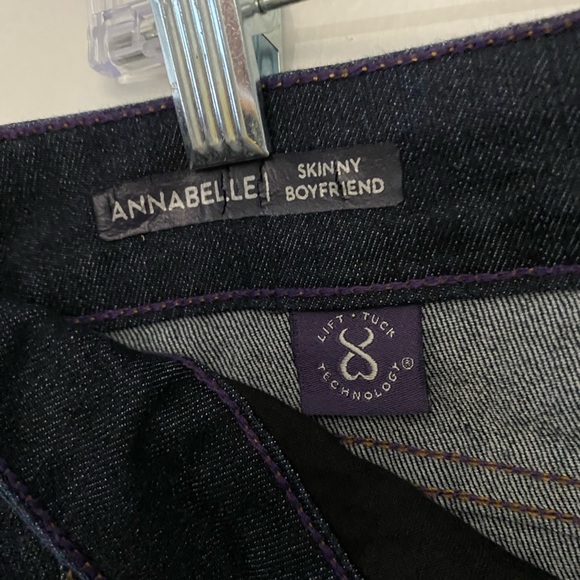 ANNABELLE | SKINNY
BOYFRIEND
LIFT · TUCK
TECHNOLOGY®